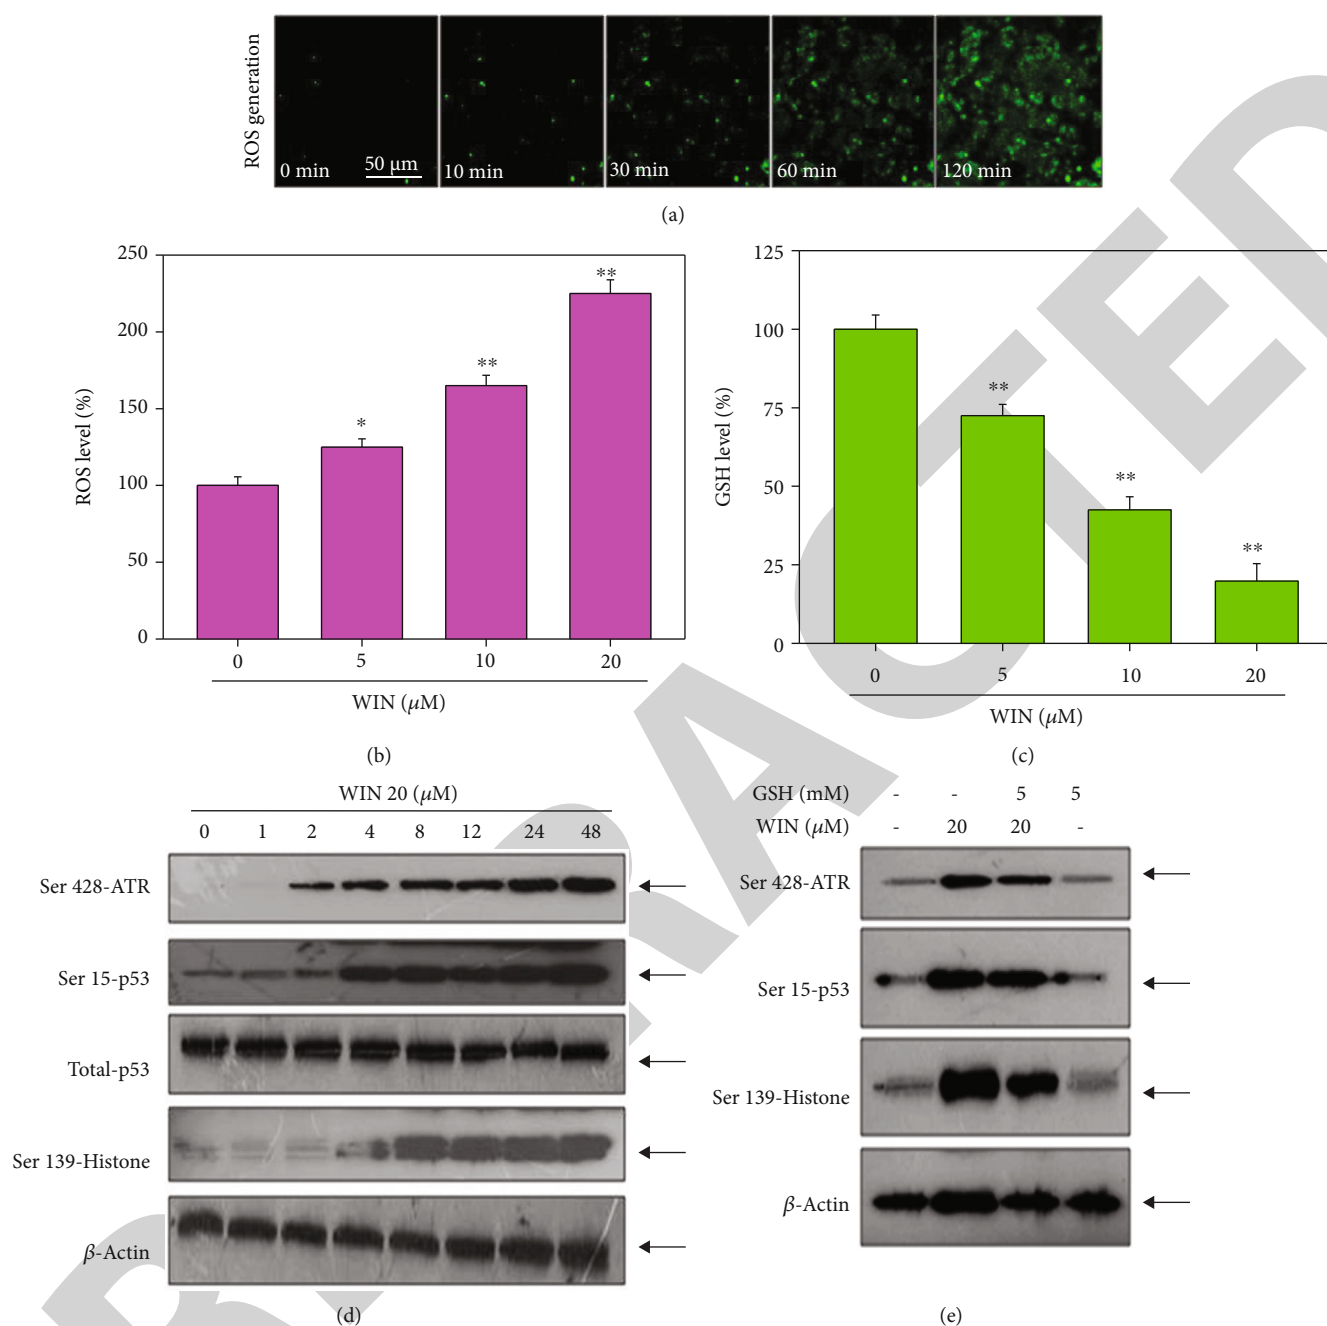 ROS generation
0 min
50 μm
10 min
30 min
60 min
120 min
(a)
ROS level (%)
250
200
150
100
50
0
*
**
**
0 5 10 20
WIN (μM)
(b)
GSH level (%)
125
100
75
50
25
0
**
**
**
0 5 10 20
WIN (μM)
(c)
WIN 20 (μM)
0 1 2 4 8 12 24 48
Ser 428-ATR
Ser 15-p53
Total-p53
Ser 139-Histone
β-Actin
(d)
GSH (mM) - - 5 5
WIN (μM) - 20 20 -
Ser 428-ATR
Ser 15-p53
Ser 139-Histone
β-Actin
(e)
RETRACTED